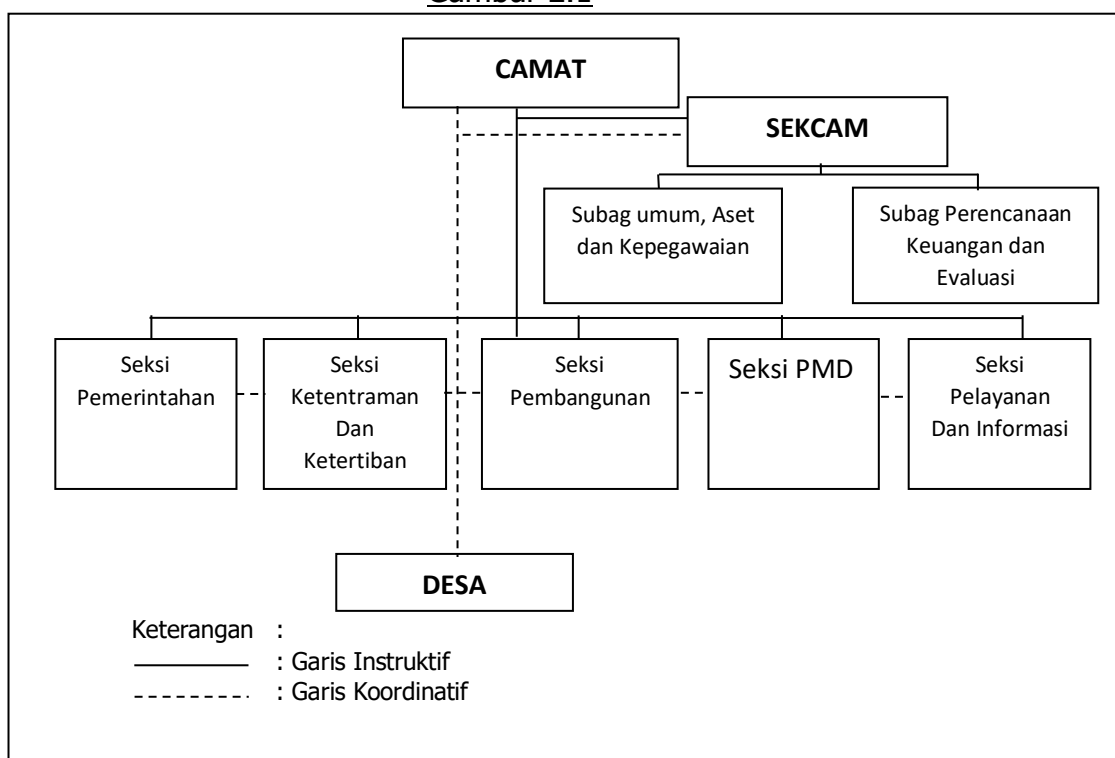 CAMAT
SEKCAM
Subag umum, Aset
dan Kepegawaian
Subag Perencanaan
Keuangan dan
Evaluasi
Seksi
Pemerintahan
Seksi
Ketentraman
Dan
Ketertiban
Seksi
Pembangunan
Seksi PMD
Seksi
Pelayanan
Dan Informasi
DESA
Keterangan :
: Garis Instruktif
: Garis Koordinatif